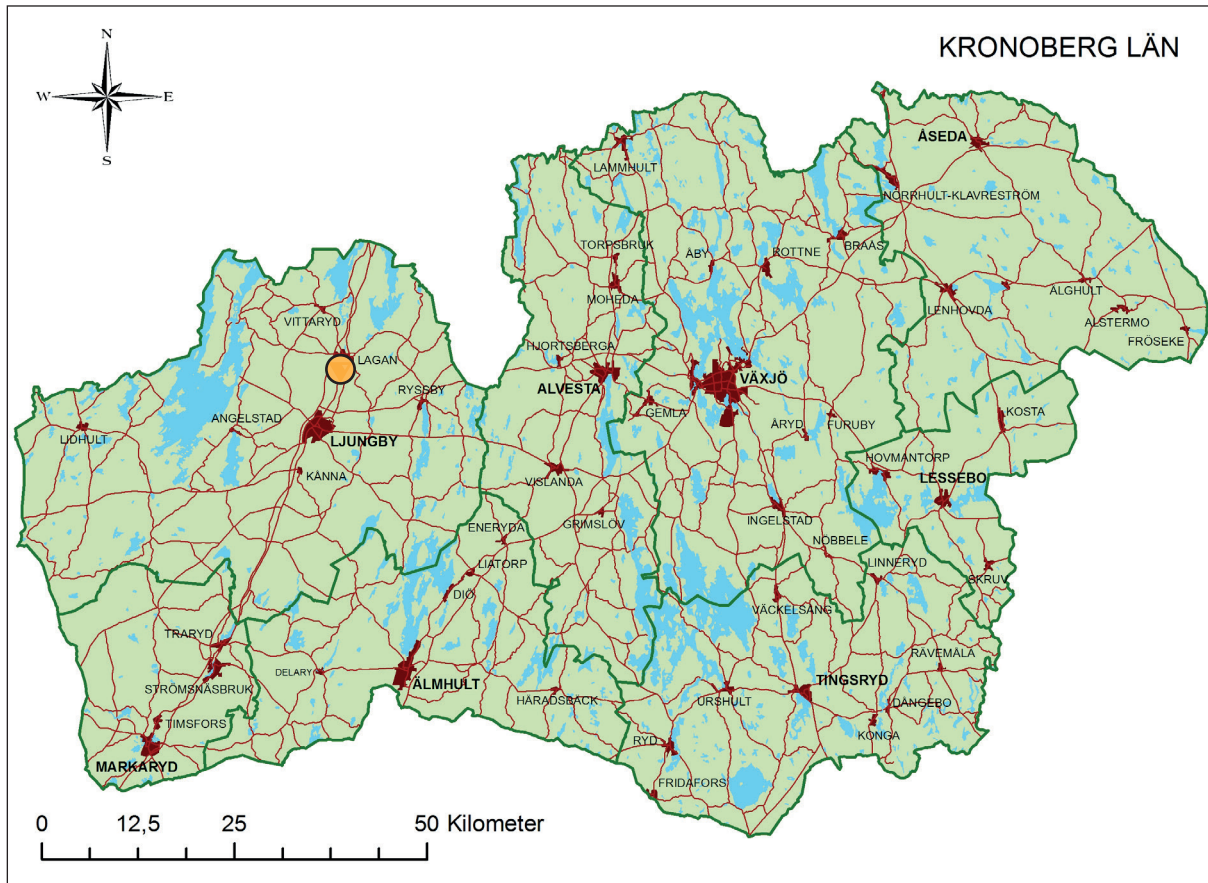 KRONOBERG LÄN
N
W
E
S
ÅSEDA
LAMMHULT
NORRHULT-KLAVRESTRÖM
TORPSBRUK
ÅBY
ROTTNE
BRAÅS
MOHEDA
LENHOVDA
ÄLGHULT
ALSTERMO
FRÖSEKE
VITTARYD
LAGAN
HJORTSBERGA
ALVESTA
VÄXJÖ
RYSSBY
GEMLA
KOSTA
ANGELSTAD
LIDHULT
LJUNGBY
ÅRYD
FURUBY
HOVMANTORP
LESSEBO
KÅNNA
VISLANDA
GRIMSLÖV
INGELSTAD
ENERYDA
NÖBBELE
LIATORP
LINNERYD
SKRUV
DIÖ
VÄCKELSÅNG
TRARYD
RÄVEMÅLA
DELARY
ÄLMHULT
TINGSRYD
STRÖMSNÄSBRUK
HÄRADSBÄCK
URSHULT
DÅNGEBO
TIMSFORS
KONGA
RYD
MARKARYD
FRIDAFORS
0 12,5 25 50 Kilometer